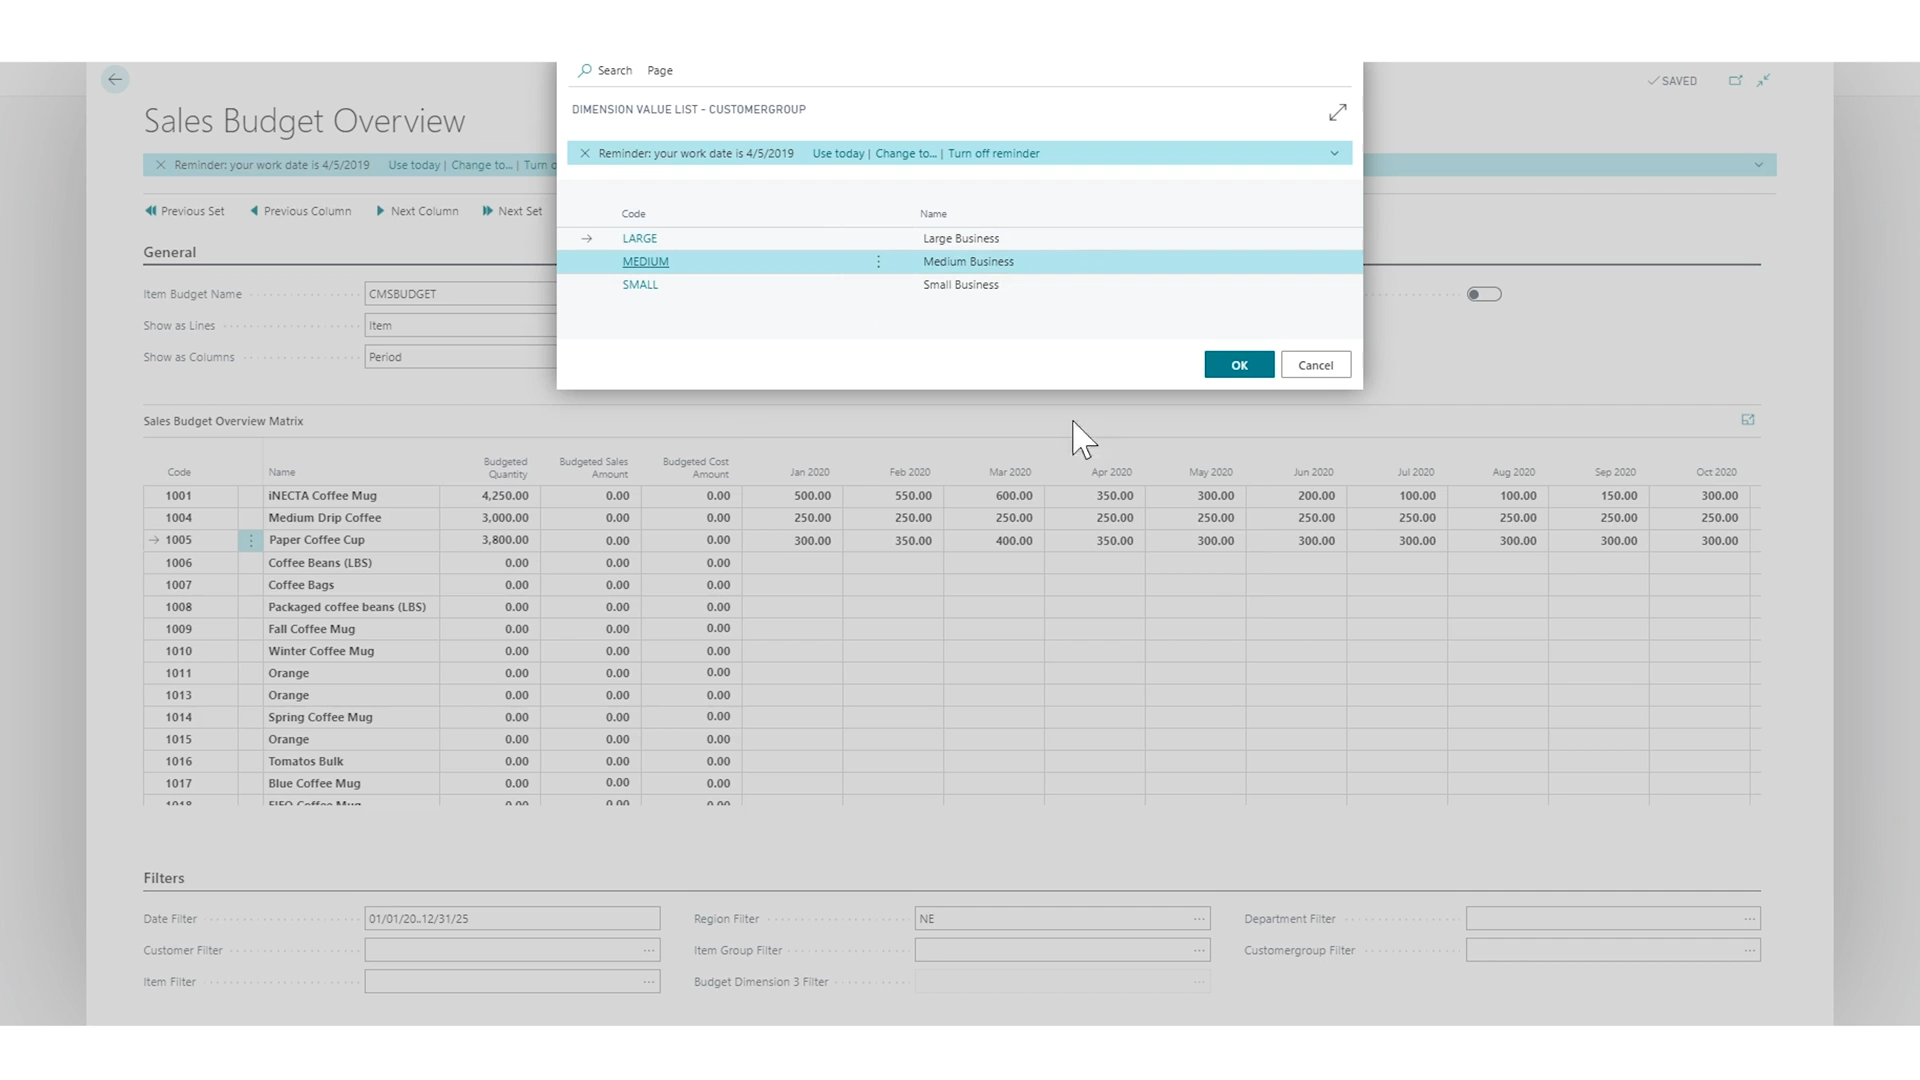 Search Page
SAVED
DIMENSION VALUE LIST - CUSTOMERGROUP
Sales Budget Overview
Reminder: your work date is 4/5/2019 Use today | Change to... | Turn off reminder
Reminder: your work date is 4/5/2019 Use today | Change to... | Turn o
Previous Set Previous Column Next Column Next Set
Code Name
LARGE Large Business
MEDIUM Medium Business
SMALL Small Business
General
Item Budget Name CMSBUDGET
Show as Lines Item
Show as Columns Period
OK Cancel
Sales Budget Overview Matrix
Code Name Budgeted Quantity Budgeted Sales Amount Budgeted Cost Amount Jan 2020 Feb 2020 Mar 2020 Apr 2020 May 2020 Jun 2020 Jul 2020 Aug 2020 Sep 2020 Oct 2020
1001 iNECTA Coffee Mug 4,250.00 0.00 0.00 500.00 550.00 600.00 350.00 300.00 200.00 100.00 100.00 150.00 300.00
1004 Medium Drip Coffee 3,000.00 0.00 0.00 250.00 250.00 250.00 250.00 250.00 250.00 250.00 250.00 250.00 250.00
1005 Paper Coffee Cup 3,800.00 0.00 0.00 300.00 350.00 400.00 350.00 300.00 300.00 300.00 300.00 300.00 300.00
1006 Coffee Beans (LBS) 0.00 0.00 0.00
1007 Coffee Bags 0.00 0.00 0.00
1008 Packaged coffee beans (LBS) 0.00 0.00 0.00
1009 Fall Coffee Mug 0.00 0.00 0.00
1010 Winter Coffee Mug 0.00 0.00 0.00
1011 Orange 0.00 0.00 0.00
1013 Orange 0.00 0.00 0.00
1014 Spring Coffee Mug 0.00 0.00 0.00
1015 Orange 0.00 0.00 0.00
1016 Tomatos Bulk 0.00 0.00 0.00
1017 Blue Coffee Mug 0.00 0.00 0.00
1018 FIFO Coffee Mug 0.00 0.00 0.00
Filters
Date Filter 01/01/20..12/31/25 Region Filter NE Department Filter
Customer Filter Item Group Filter Customergroup Filter
Item Filter Budget Dimension 3 Filter